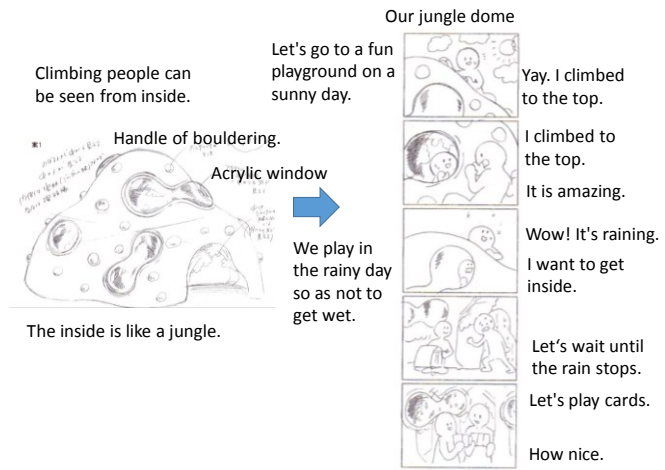 Our jungle dome
Climbing people can
be seen from inside.
Handle of bouldering.
Acrylic window
The inside is like a jungle.
Let's go to a fun
playground on a
sunny day.
We play in
the rainy day
so as not to
get wet.
Yay. I climbed
to the top.
I climbed to
the top.
It is amazing.
Wow! It's raining.
I want to get
inside.
Let‘s wait until
the rain stops.
Let's play cards.
How nice.